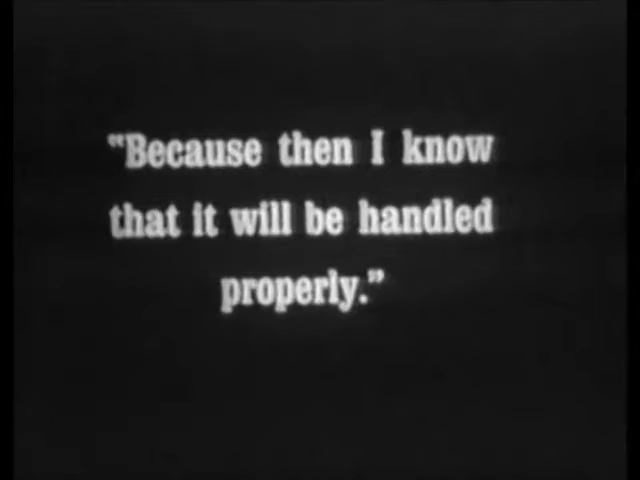 "Because then I know
that it will be handled
properly."